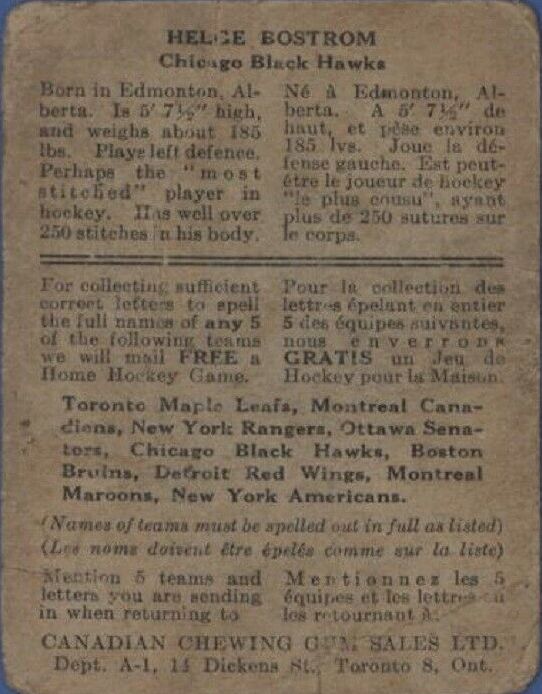 HELGE BOSTROM
Chicago Black Hawks
Born in Edmonton, Al-
berta. Is 5' 7½" high,
and weighs about 185
lbs. Plays left defence.
Perhaps the "most
stitched" player in
hockey. Has well over
250 stitches in his body.
Né à Edmonton, Al-
berta. A 5' 7½" de
haut, et pèse environ
185 lvs. Joue la dé-
fense gauche. Est peut-
être le joueur de hockey
"le plus cousu", ayant
plus de 250 sutures sur
le corps.
For collecting sufficient
correct letters to spell
the full names of any 5
of the following teams
we will mail FREE a
Home Hockey Game.
Pour la collection des
lettres épelant en entier
5 des équipes suivantes,
nous enverrons
GRATIS un Jeu de
Hockey pour la Maison.
Toronto Maple Leafs, Montreal Cana-
diens, New York Rangers, Ottawa Sena-
tors, Chicago Black Hawks, Boston
Bruins, Detroit Red Wings, Montreal
Maroons, New York Americans.
(Names of teams must be spelled out in full as listed)
(Les noms doivent être épelés comme sur la liste)
Mention 5 teams and
letters you are sending
in when returning to
Mentionnez les 5
équipes et les lettres en
les retournant à:
CANADIAN CHEWING GUM SALES LTD.
Dept. A-1, 14 Dickens St., Toronto 8, Ont.